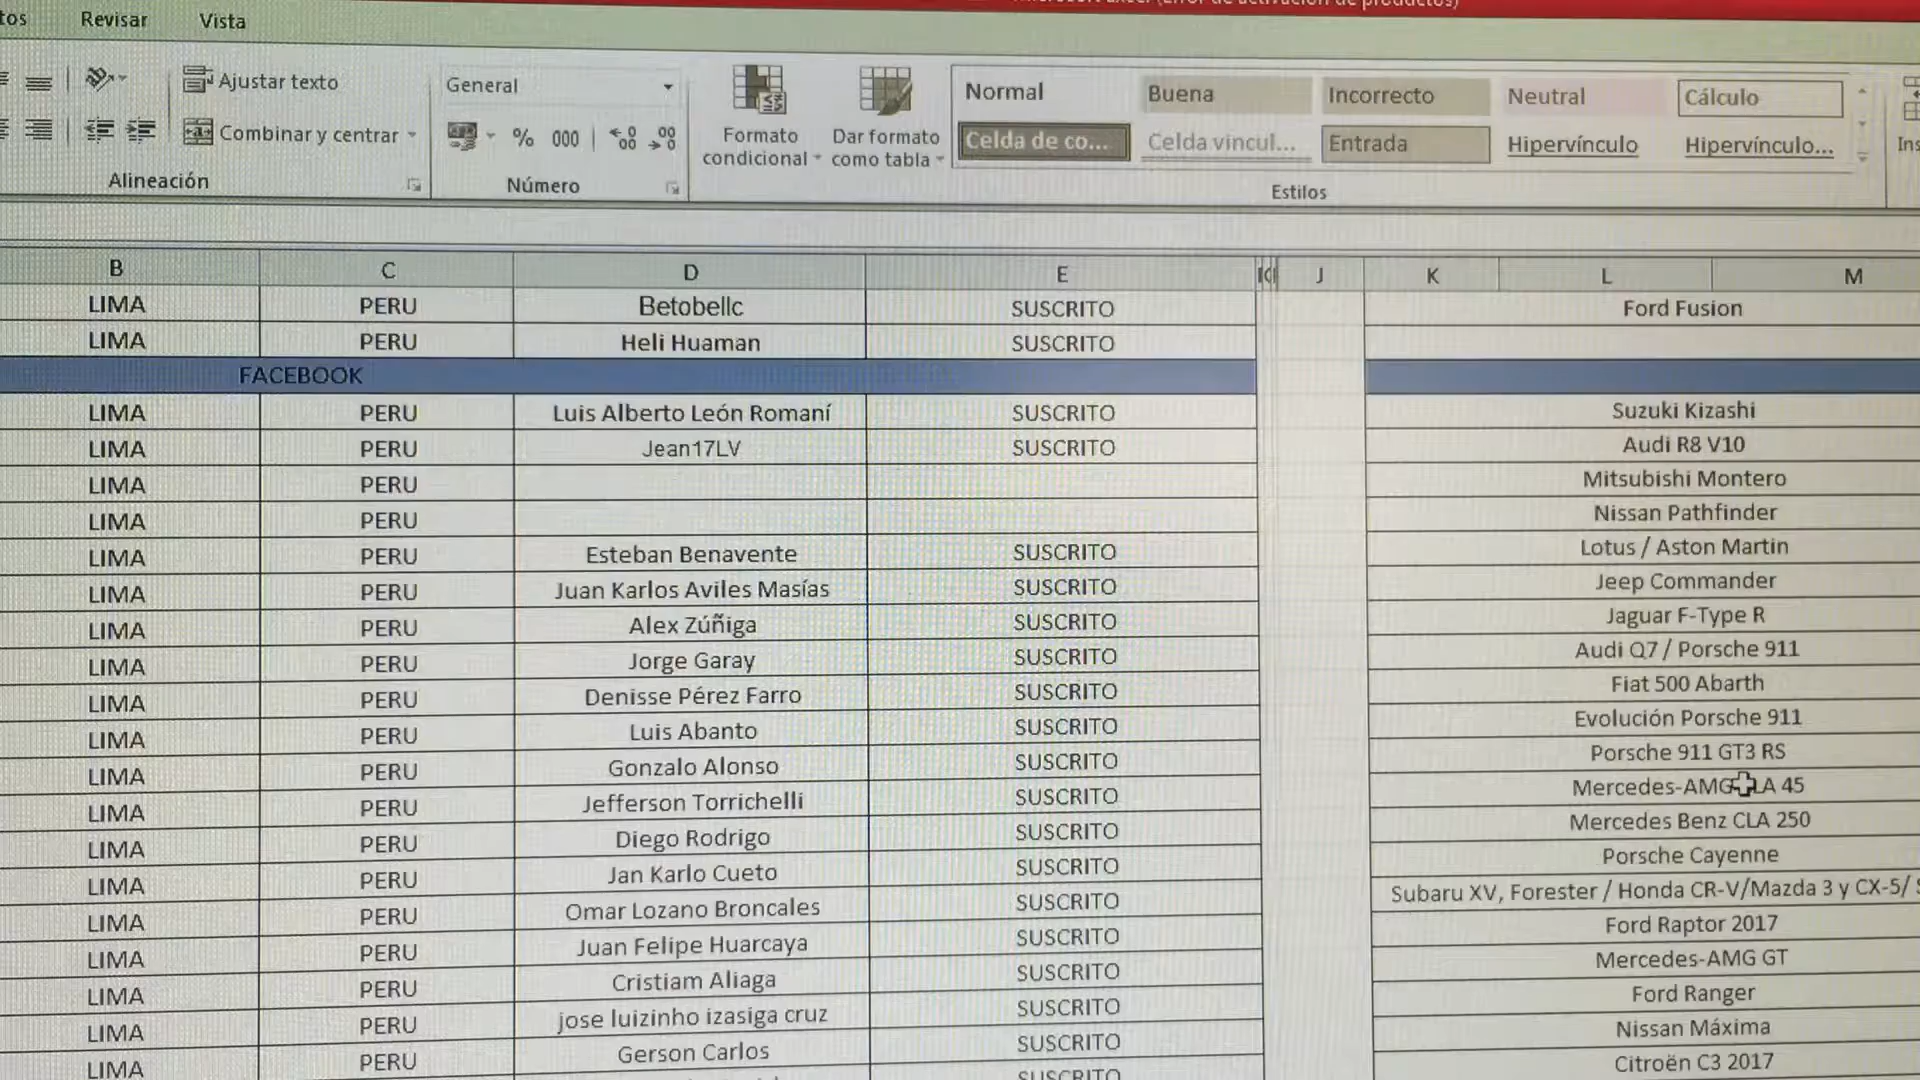 tos Revisar Vista
Ajustar texto General Normal Buena Incorrecto Neutral Cálculo
Combinar y centrar % 000 Formato condicional Dar formato como tabla Celda de co... Celda vincul... Entrada Hipervínculo Hipervínculo...
Alineación Número Estilos
B C D E J K L M
LIMA PERU Betobellc SUSCRITO Ford Fusion
LIMA PERU Heli Huaman SUSCRITO
FACEBOOK
LIMA PERU Luis Alberto León Romaní SUSCRITO Suzuki Kizashi
LIMA PERU Jean17LV SUSCRITO Audi R8 V10
LIMA PERU Mitsubishi Montero
LIMA PERU Nissan Pathfinder
LIMA PERU Esteban Benavente SUSCRITO Lotus / Aston Martin
LIMA PERU Juan Karlos Aviles Masías SUSCRITO Jeep Commander
LIMA PERU Alex Zúñiga SUSCRITO Jaguar F-Type R
LIMA PERU Jorge Garay SUSCRITO Audi Q7 / Porsche 911
LIMA PERU Denisse Pérez Farro SUSCRITO Fiat 500 Abarth
LIMA PERU Luis Abanto SUSCRITO Evolución Porsche 911
LIMA PERU Gonzalo Alonso SUSCRITO Porsche 911 GT3 RS
LIMA PERU Jefferson Torrichelli SUSCRITO Mercedes-AMG LA 45
LIMA PERU Diego Rodrigo SUSCRITO Mercedes Benz CLA 250
LIMA PERU Jan Karlo Cueto SUSCRITO Porsche Cayenne
LIMA PERU Omar Lozano Broncales SUSCRITO Subaru XV, Forester / Honda CR-V/Mazda 3 y CX-5/ S
LIMA PERU Juan Felipe Huarcaya SUSCRITO Ford Raptor 2017
LIMA PERU Cristiam Aliaga SUSCRITO Mercedes-AMG GT
LIMA PERU jose luizinho izasiga cruz SUSCRITO Ford Ranger
LIMA PERU Gerson Carlos SUSCRITO Nissan Máxima
SUSCRITO Citroën C3 2017